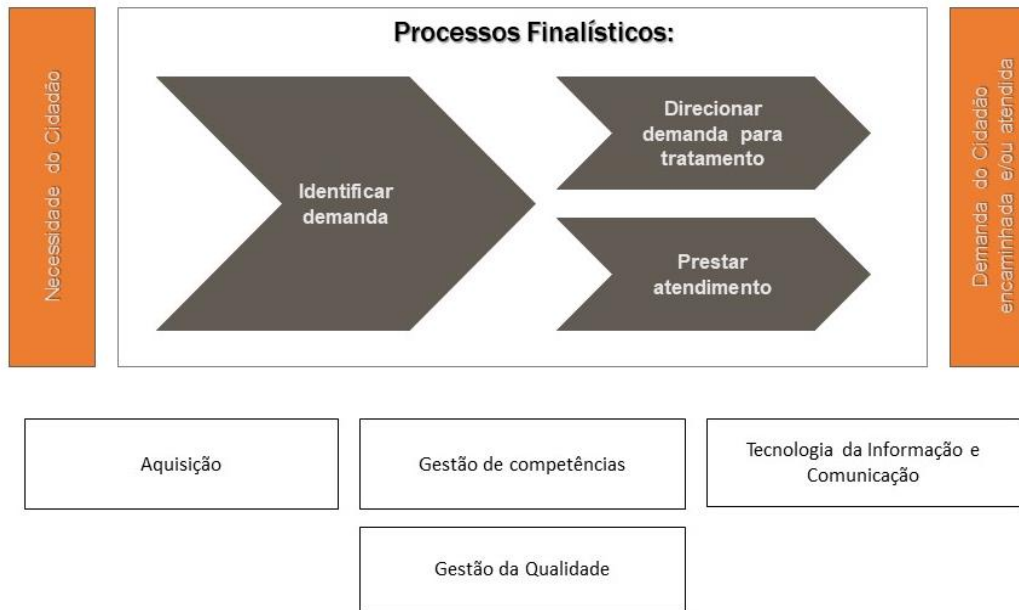 Processos Finalísticos:
Necessidade do Cidadão
Identificar
demanda
Direcionar
demanda para
tratamento
Prestar
atendimento
Demanda do Cidadão
encaminhada e/ou atendida
Aquisição
Gestão de competências
Tecnologia da Informação e
Comunicação
Gestão da Qualidade